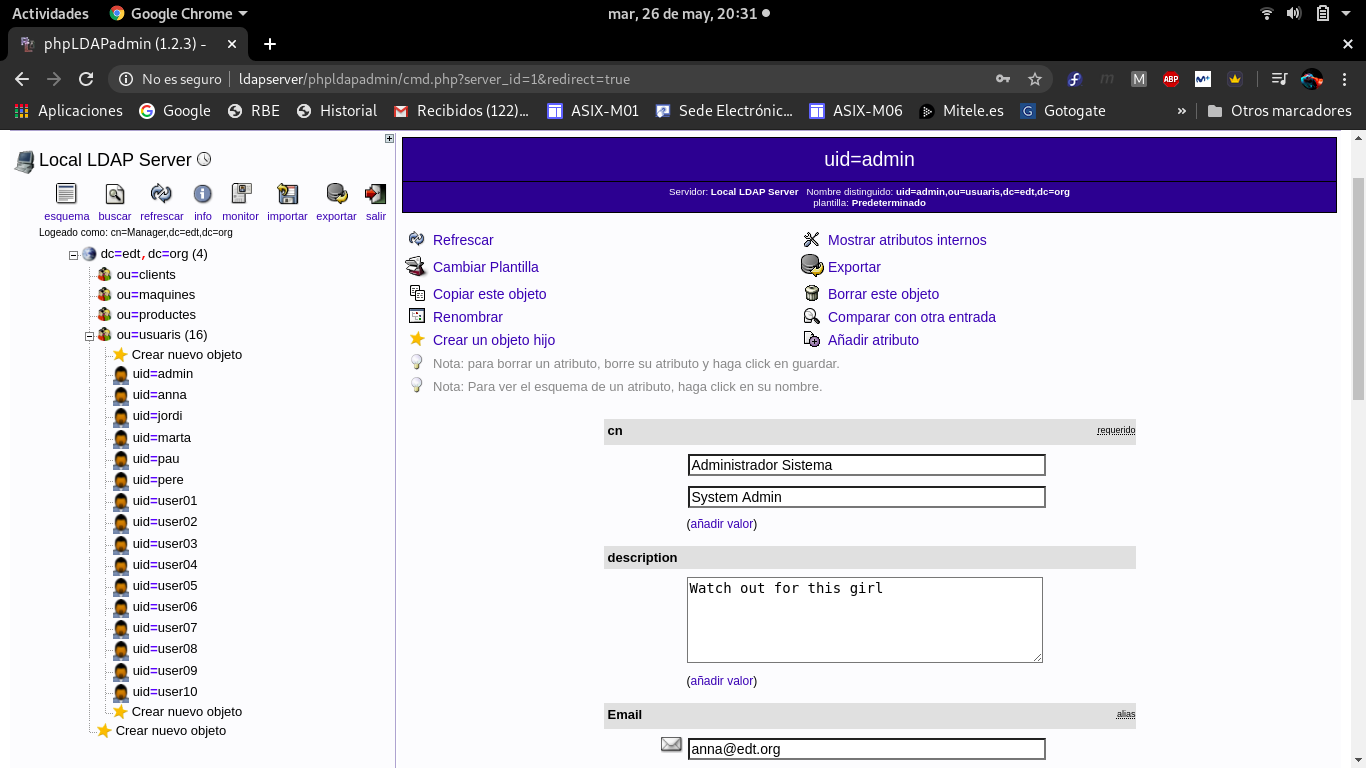 Actividades Google Chrome mar, 26 de may, 20:31
phpLDAPadmin (1.2.3) -
No es seguro ldapserver/phpldapadmin/cmd.php?server_id=1&redirect=true ABP
Aplicaciones Google RBE Historial Recibidos (122)... ASIX-M01 Sede Electrónic... ASIX-M06 Mitele.es Gotogate » Otros marcadores
Local LDAP Server
esquema buscar refrescar info monitor importar exportar salir
Logeado como: cn=Manager,dc=edt,dc=org
dc=edt,dc=org (4)
ou=clients
ou=maquines
ou=productes
ou=usuaris (16)
Crear nuevo objeto
uid=admin
uid=anna
uid=jordi
uid=marta
uid=pau
uid=pere
uid=user01
uid=user02
uid=user03
uid=user04
uid=user05
uid=user06
uid=user07
uid=user08
uid=user09
uid=user10
Crear nuevo objeto
Crear nuevo objeto
uid=admin
Servidor: Local LDAP Server Nombre distinguido: uid=admin,ou=usuaris,dc=edt,dc=org
plantilla: Predeterminado
Refrescar Mostrar atributos internos
Cambiar Plantilla Exportar
Copiar este objeto Borrar este objeto
Renombrar Comparar con otra entrada
Crear un objeto hijo Añadir atributo
Nota: para borrar un atributo, borre su atributo y haga click en guardar.
Nota: Para ver el esquema de un atributo, haga click en su nombre.
cn requerido
Administrador Sistema
System Admin
(añadir valor)
description
Watch out for this girl
(añadir valor)
Email alias
anna@edt.org